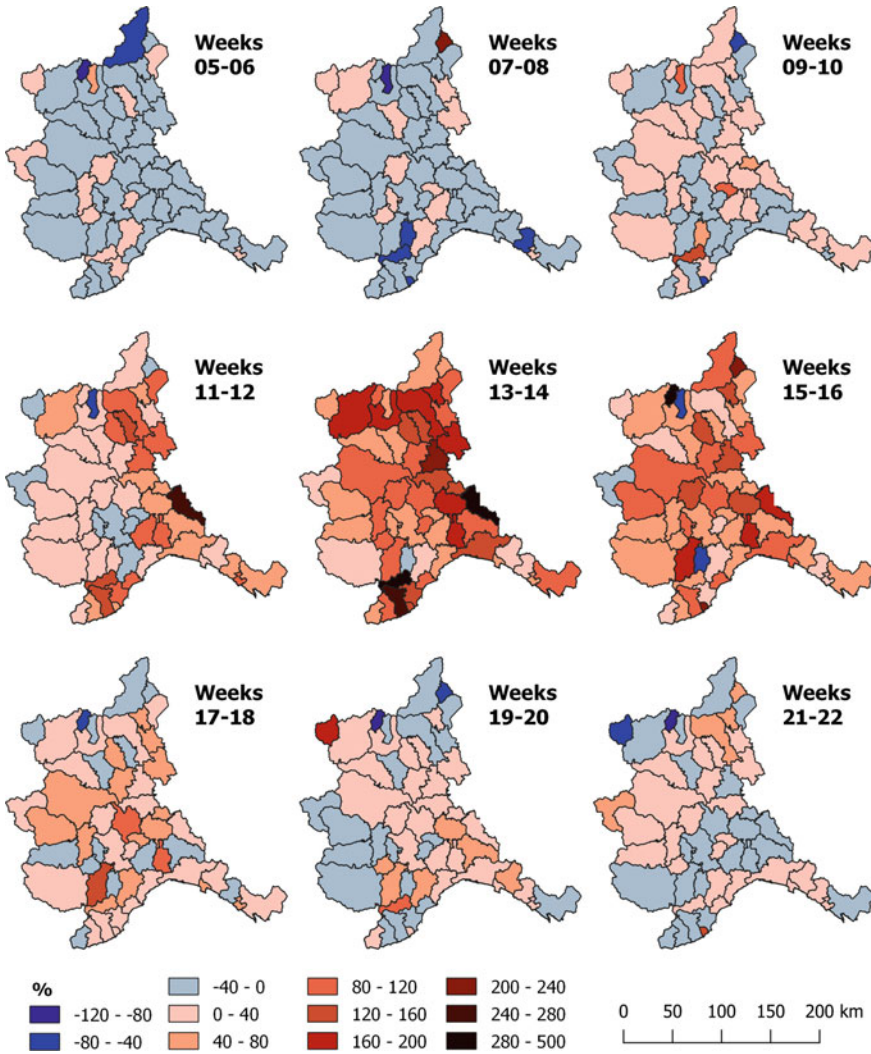 Weeks
05-06
Weeks
07-08
Weeks
09-10
Weeks
11-12
Weeks
13-14
Weeks
15-16
Weeks
17-18
Weeks
19-20
Weeks
21-22
%
-120 - -80
-80 - -40
-40 - 0
0 - 40
40 - 80
80 - 120
120 - 160
160 - 200
200 - 240
240 - 280
280 - 500
0 50 100 150 200 km